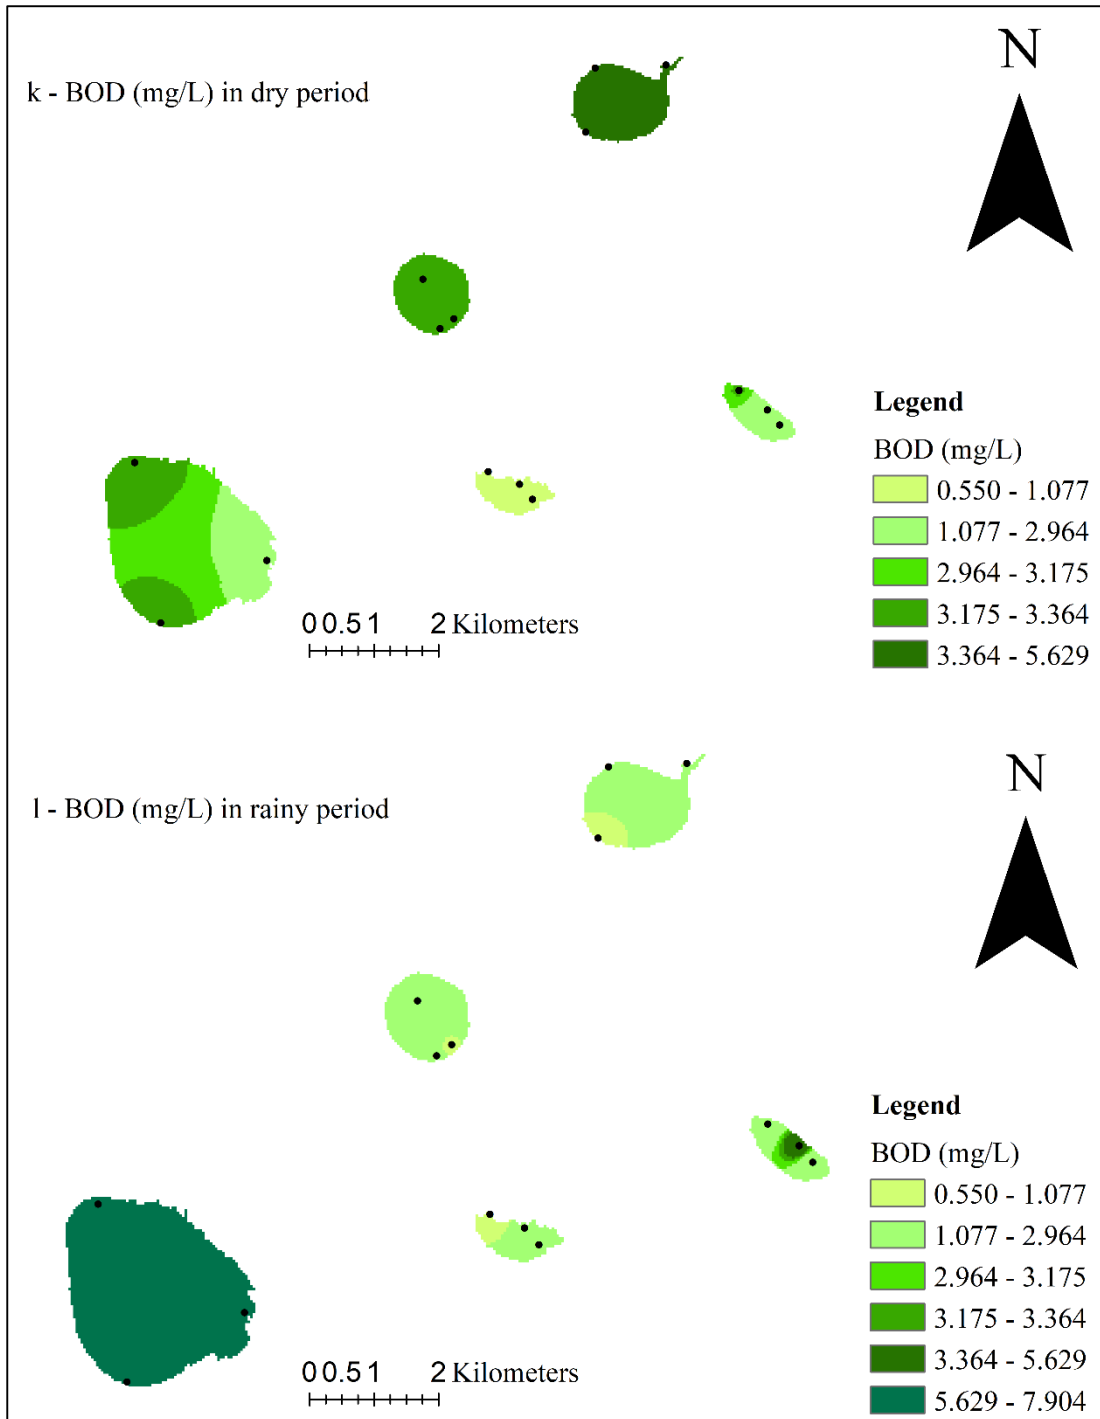 N
k - BOD (mg/L) in dry period
Legend
BOD (mg/L)
0.550 - 1.077
1.077 - 2.964
2.964 - 3.175
3.175 - 3.364
3.364 - 5.629
0 0.5 1 2 Kilometers
N
l - BOD (mg/L) in rainy period
Legend
BOD (mg/L)
0.550 - 1.077
1.077 - 2.964
2.964 - 3.175
3.175 - 3.364
3.364 - 5.629
5.629 - 7.904
0 0.5 1 2 Kilometers